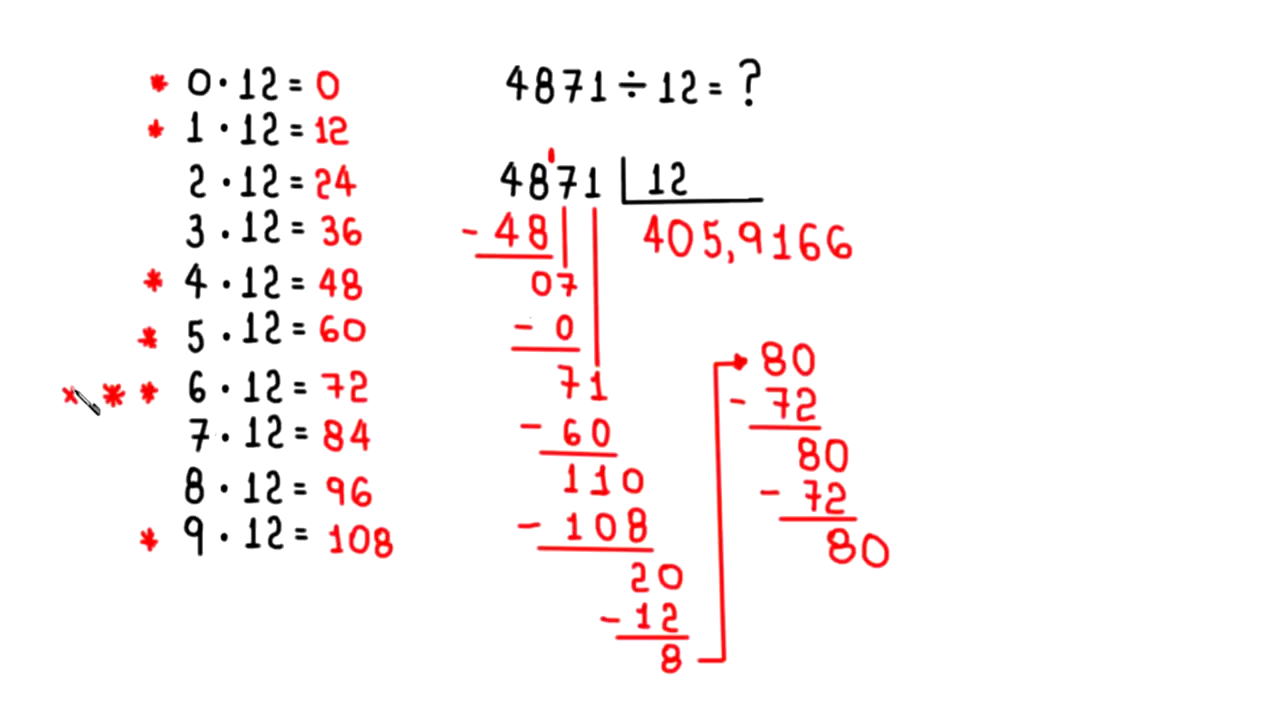 * 0 · 12 = 0
* 1 · 12 = 12
2 · 12 = 24
3 · 12 = 36
* 4 · 12 = 48
* 5 · 12 = 60
* * * 6 · 12 = 72
7 · 12 = 84
8 · 12 = 96
* 9 · 12 = 108
4871 ÷ 12 = ?
48'71 | 12
- 48 405,9166
07
- 0
71
- 60
110
- 108
20
- 12
8
80
- 72
80
- 72
80